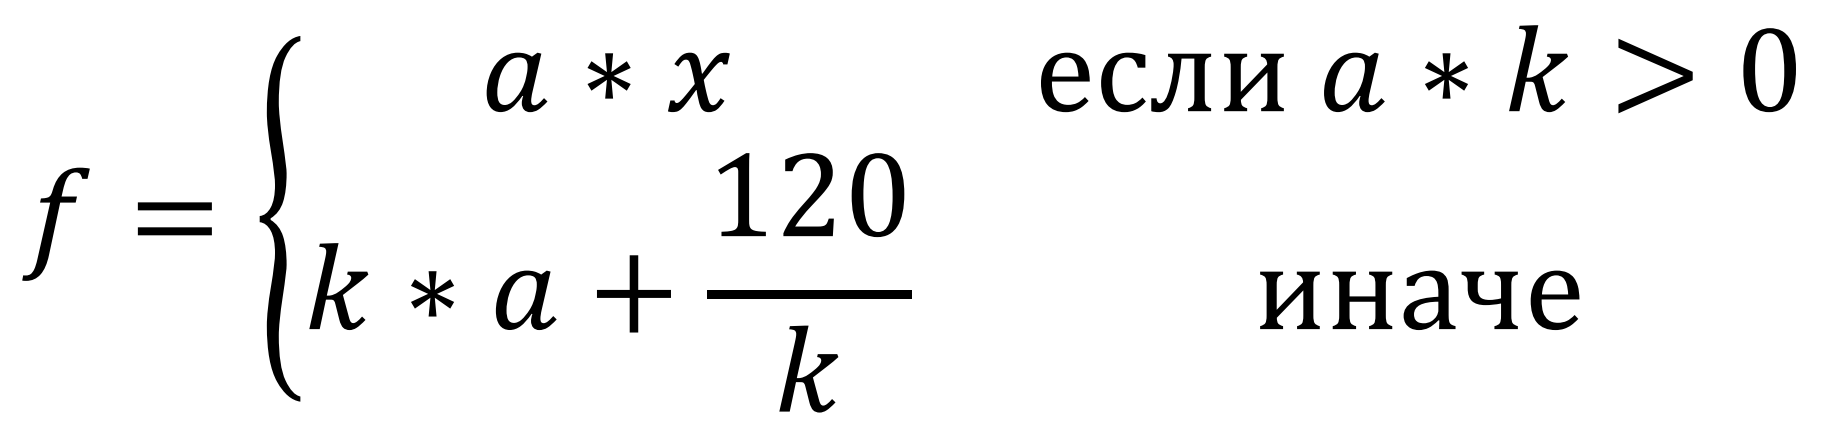 f = { a * x если a * k > 0
k * a + 120/k иначе